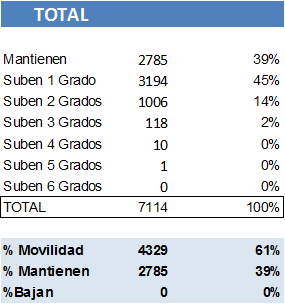 TOTAL
Mantienen 2785 39%
Suben 1 Grado 3194 45%
Suben 2 Grados 1006 14%
Suben 3 Grados 118 2%
Suben 4 Grados 10 0%
Suben 5 Grados 1 0%
Suben 6 Grados 0 0%
TOTAL 7114 100%
% Movilidad 4329 61%
% Mantienen 2785 39%
%Bajan 0 0%